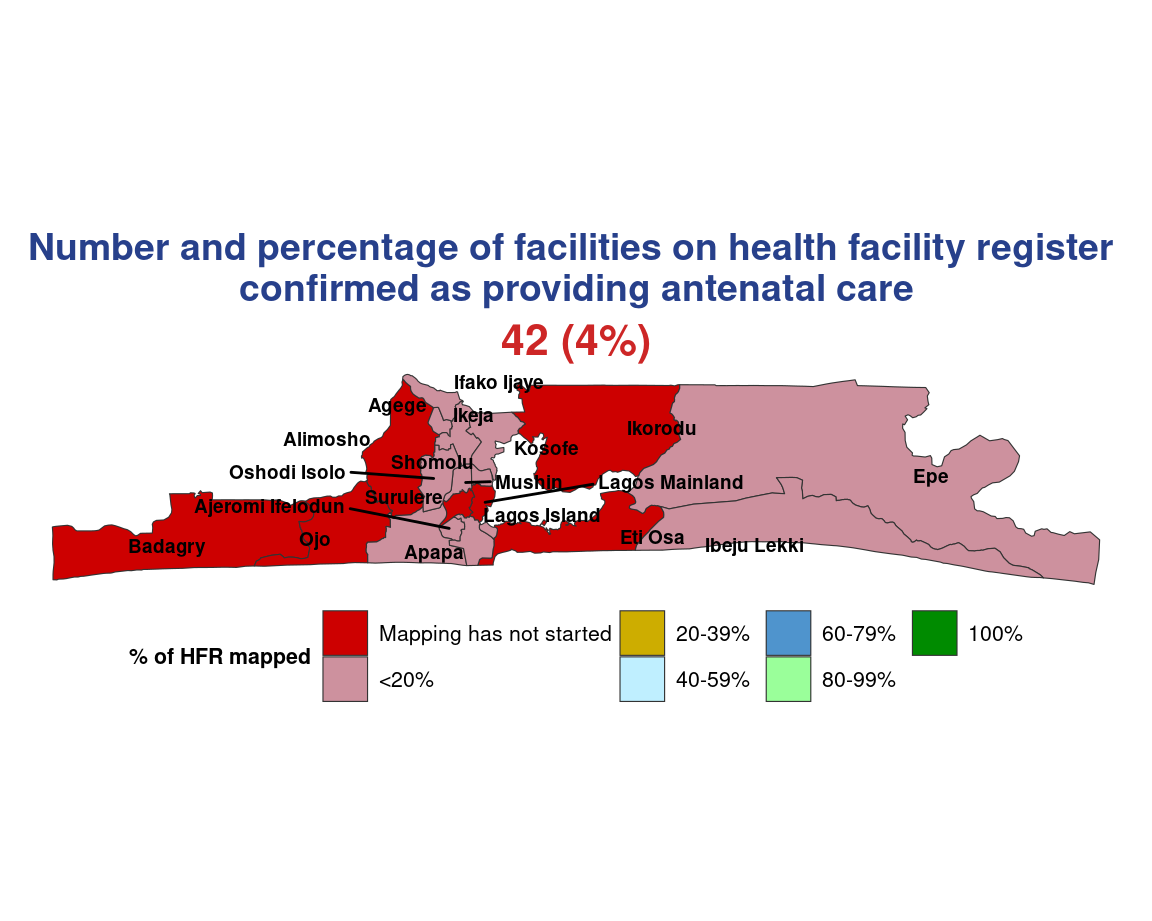 Number and percentage of facilities on health facility register
confirmed as providing antenatal care
42 (4%)
Ifako Ijaye
Agege
Ikeja
Ikorodu
Alimosho
Kosofe
Shomolu
Oshodi Isolo
Epe
Mushin
Lagos Mainland
Surulere
Ajeromi Ifelodun
Lagos Island
Eti Osa
Ojo
Ibeju Lekki
Badagry
Apapa
% of HFR mapped
Mapping has not started
<20%
20-39%
40-59%
60-79%
80-99%
100%